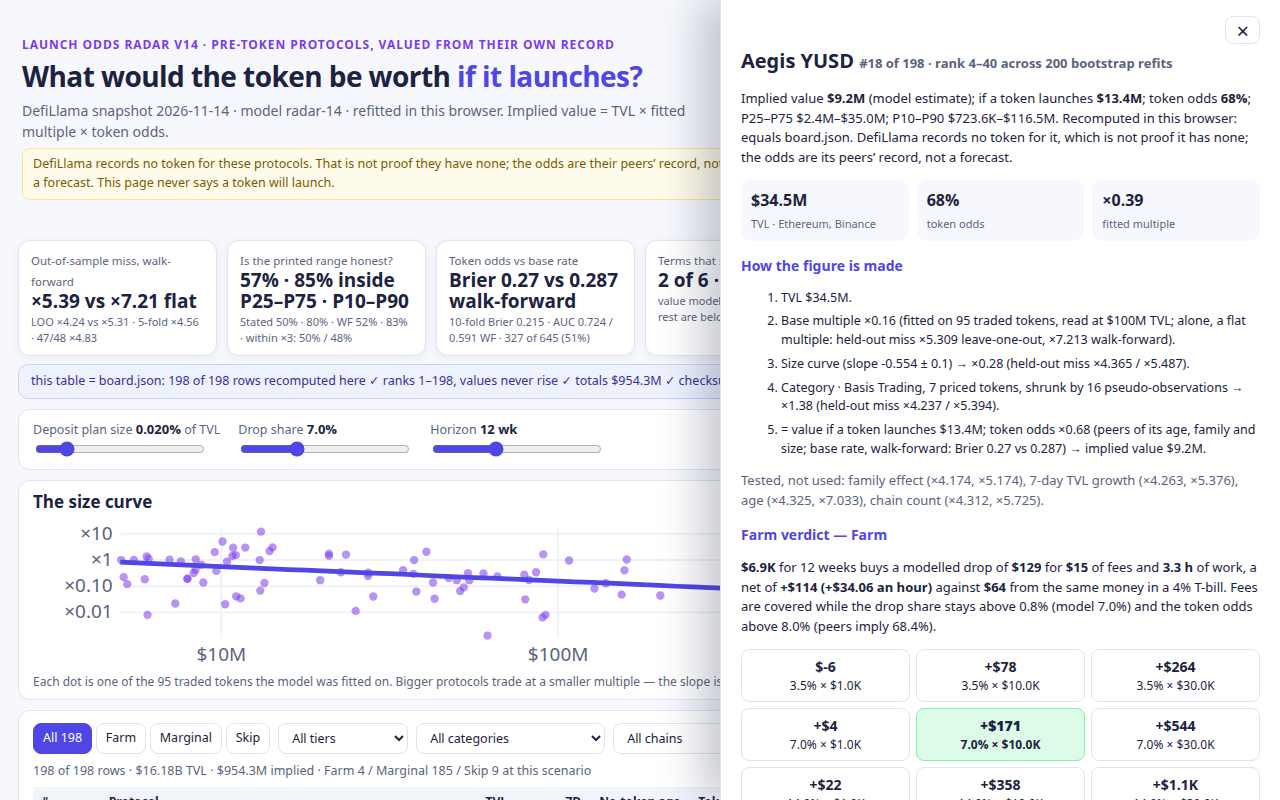 LAUNCH ODDS RADAR V14 · PRE-TOKEN PROTOCOLS, VALUED FROM THEIR OWN RECORD
What would the token be worth if it launches?
DefiLlama snapshot 2026-11-14 · model radar-14 · refitted in this browser. Implied value = TVL × fitted
multiple × token odds.
DefiLlama records no token for these protocols. That is not proof they have none; the odds are their peers' record, not
a forecast. This page never says a token will launch.
Out-of-sample miss, walk-
forward
×5.39 vs ×7.21 flat
LOO ×4.24 vs ×5.31 · 5-fold ×4.56
· 47/48 ×4.83
Is the printed range honest?
57% · 85% inside
P25–P75 · P10–P90
Stated 50% · 80% · WF 52% · 83%
· within ×3: 50% / 48%
Token odds vs base rate
Brier 0.27 vs 0.287
walk-forward
10-fold Brier 0.215 · AUC 0.724 /
0.591 WF · 327 of 645 (51%)
Terms that
2 of 6 ·
value model
rest are belo
this table = board.json: 198 of 198 rows recomputed here ✓ ranks 1–198, values never rise ✓ totals $954.3M ✓ checksu
Deposit plan size 0.020% of TVL
Drop share 7.0%
Horizon 12 wk
The size curve
×10
×1
×0.10
×0.01
$10M
$100M
Each dot is one of the 95 traded tokens the model was fitted on. Bigger protocols trade at a smaller multiple — the slope is
All 198
Farm
Marginal
Skip
All tiers
All categories
All chains
198 of 198 rows · $16.18B TVL · $954.3M implied · Farm 4 / Marginal 185 / Skip 9 at this scenario
Protocol
✕
Aegis YUSD #18 of 198 · rank 4–40 across 200 bootstrap refits
Implied value $9.2M (model estimate); if a token launches $13.4M; token odds 68%;
P25–P75 $2.4M–$35.0M; P10–P90 $723.6K–$116.5M. Recomputed in this browser:
equals board.json. DefiLlama records no token for it, which is not proof it has none;
the odds are its peers' record, not a forecast.
$34.5M
TVL · Ethereum, Binance
68%
token odds
×0.39
fitted multiple
How the figure is made
1. TVL $34.5M.
2. Base multiple ×0.16 (fitted on 95 traded tokens, read at $100M TVL; alone, a flat
multiple: held-out miss ×5.309 leave-one-out, ×7.213 walk-forward).
3. Size curve (slope -0.554 ± 0.1) → ×0.28 (held-out miss ×4.365 / ×5.487).
4. Category · Basis Trading, 7 priced tokens, shrunk by 16 pseudo-observations →
×1.38 (held-out miss ×4.237 / ×5.394).
5. = value if a token launches $13.4M; token odds ×0.68 (peers of its age, family and
size; base rate, walk-forward: Brier 0.27 vs 0.287) → implied value $9.2M.
Tested, not used: family effect (×4.174, ×5.174), 7-day TVL growth (×4.263, ×5.376),
age (×4.325, ×7.033), chain count (×4.312, ×5.725).
Farm verdict — Farm
$6.9K for 12 weeks buys a modelled drop of $129 for $15 of fees and 3.3 h of work, a
net of +$114 (+$34.06 an hour) against $64 from the same money in a 4% T-bill. Fees
are covered while the drop share stays above 0.8% (model 7.0%) and the token odds
above 8.0% (peers imply 68.4%).
$-6
3.5% × $1.0K
+$78
3.5% × $10.0K
+$264
3.5% × $30.0K
+$4
7.0% × $1.0K
+$171
7.0% × $10.0K
+$544
7.0% × $30.0K
+$22
+$358
+$1.1K